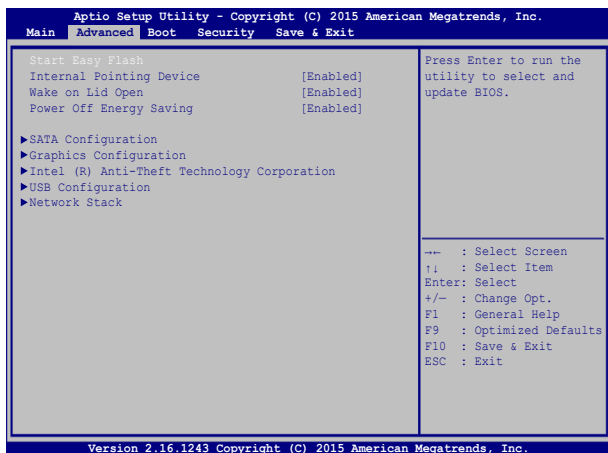 Aptio Setup Utility - Copyright (C) 2015 American Megatrends, Inc.
Main Advanced Boot Security Save & Exit
Start Easy Flash
Internal Pointing Device [Enabled]
Wake on Lid Open [Enabled]
Power Off Energy Saving [Enabled]
▶SATA Configuration
▶Graphics Configuration
▶Intel (R) Anti-Theft Technology Corporation
▶USB Configuration
▶Network Stack
Press Enter to run the
utility to select and
update BIOS.
→← : Select Screen
↑↓ : Select Item
Enter: Select
+/— : Change Opt.
F1 : General Help
F9 : Optimized Defaults
F10 : Save & Exit
ESC : Exit
Version 2.16.1243 Copyright (C) 2015 American Megatrends, Inc.